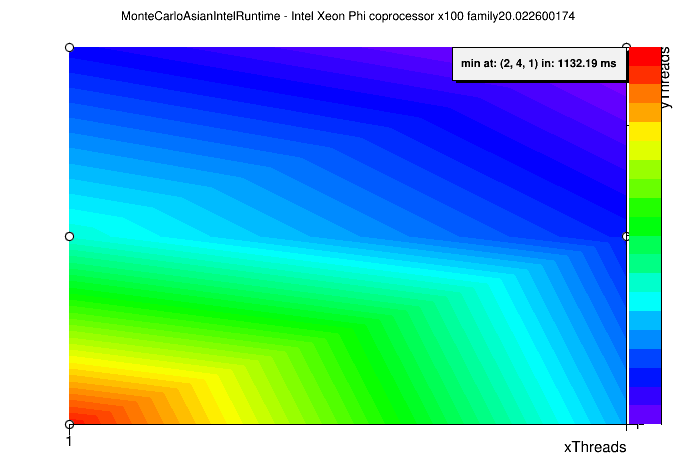 MonteCarloAsianIntelRuntime - Intel Xeon Phi coprocessor x100 family20.022600174
min at: (2, 4, 1) in: 1132.19 ms
yThreads
1
xThreads